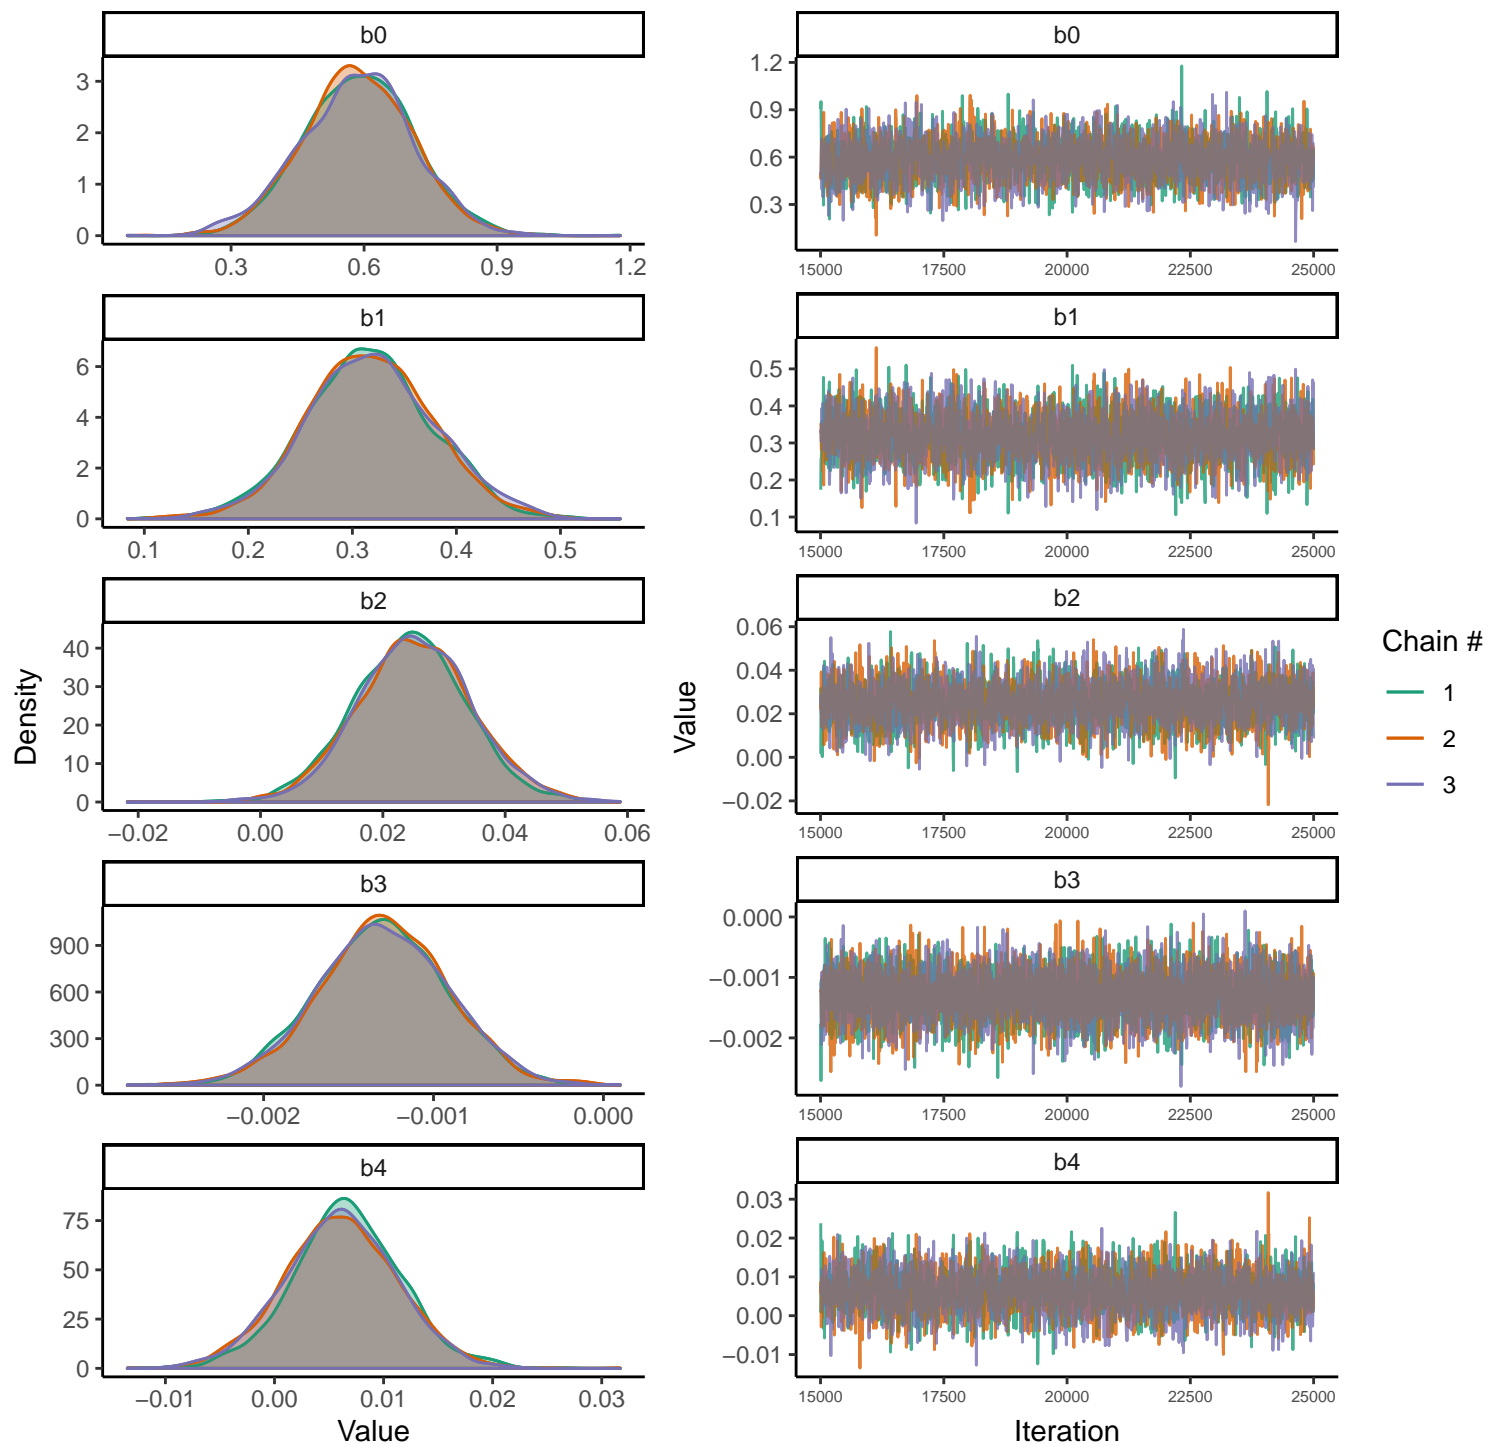 b0
3
2
1
0
0.3 0.6 0.9 1.2
b1
6
4
2
0
0.1 0.2 0.3 0.4 0.5
b2
40
30
20
10
0
−0.02 0.00 0.02 0.04 0.06
b3
900
600
300
0
−0.002 −0.001 0.000
b4
75
50
25
0
−0.01 0.00 0.01 0.02 0.03
Density
Value
b0
1.2
0.9
0.6
0.3
15000 17500 20000 22500 25000
b1
0.5
0.4
0.3
0.2
0.1
15000 17500 20000 22500 25000
b2
0.06
0.04
0.02
0.00
−0.02
15000 17500 20000 22500 25000
b3
0.000
−0.001
−0.002
15000 17500 20000 22500 25000
b4
0.03
0.02
0.01
0.00
−0.01
15000 17500 20000 22500 25000
Value
Iteration
Chain #
1
2
3